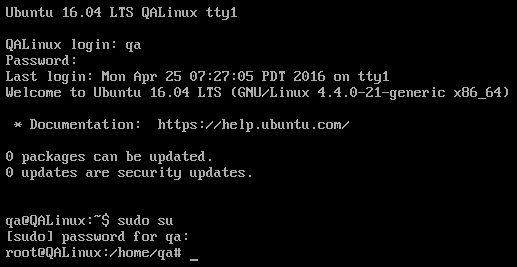 Ubuntu 16.04 LTS QALinux tty1
QALinux login: qa
Password:
Last login: Mon Apr 25 07:27:05 PDT 2016 on tty1
Welcome to Ubuntu 16.04 LTS (GNU/Linux 4.4.0-21-generic x86_64)
* Documentation:  https://help.ubuntu.com/
0 packages can be updated.
0 updates are security updates.
qa@QALinux:~$ sudo su
[sudo] password for qa:
root@QALinux:/home/qa# _